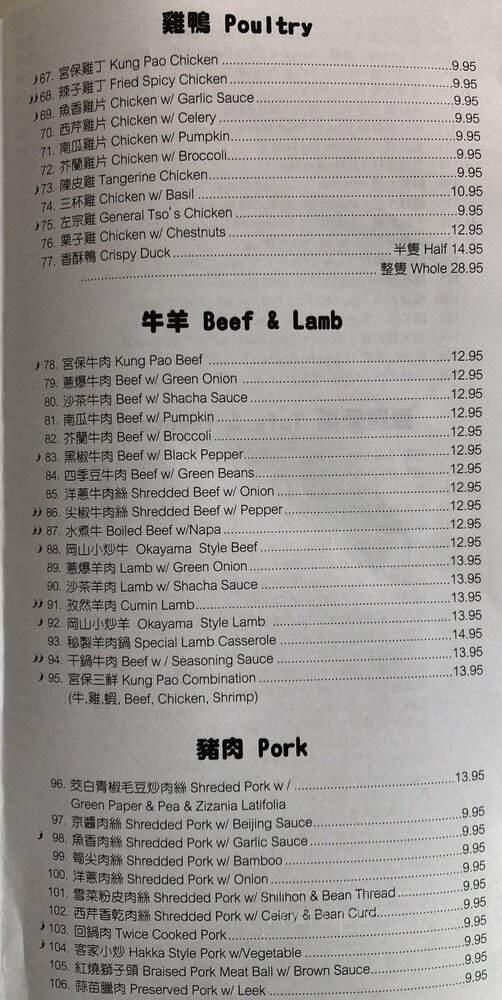 雞鴨 Poultry
67. 宮保雞丁 Kung Pao Chicken 9.95
68. 辣子雞丁 Fried Spicy Chicken 9.95
69. 魚香雞片 Chicken w/ Garlic Sauce 9.95
70. 西芹雞片 Chicken w/ Celery 9.95
71. 南瓜雞片 Chicken w/ Pumpkin 9.95
72. 芥蘭雞片 Chicken w/ Broccoli 9.95
73. 陳皮雞 Tangerine Chicken 9.95
74. 三杯雞 Chicken w/ Basil 10.95
75. 左宗雞 General Tso's Chicken 9.95
76. 栗子雞 Chicken w/ Chestnuts 12.95
77. 香酥鴨 Crispy Duck 半隻 Half 14.95
整隻 Whole 28.95
牛羊 Beef & Lamb
78. 宮保牛肉 Kung Pao Beef 12.95
79. 蔥爆牛肉 Beef w/ Green Onion 12.95
80. 沙茶牛肉 Beef w/ Shacha Sauce 12.95
81. 南瓜牛肉 Beef w/ Pumpkin 12.95
82. 芥蘭牛肉 Beef w/ Broccoli 12.95
83. 黑椒牛肉 Beef w/ Black Pepper 12.95
84. 四季豆牛肉 Beef w/ Green Beans 12.95
85. 洋蔥牛肉絲 Shredded Beef w/ Onion 12.95
86. 尖椒牛肉絲 Shredded Beef w/ Pepper 12.95
87. 水煮牛 Boiled Beef w/Napa 12.95
88. 岡山小炒牛 Okayama Style Beef 12.95
89. 蔥爆羊肉 Lamb w/ Green Onion 13.95
90. 沙茶羊肉 Lamb w/ Shacha Sauce 13.95
91. 孜然羊肉 Cumin Lamb 13.95
92. 岡山小炒羊 Okayama Style Lamb 13.95
93. 秘製羊肉鍋 Special Lamb Casserole 14.95
94. 干鍋牛肉 Beef w / Seasoning Sauce 13.95
95. 宮保三鮮 Kung Pao Combination 13.95
(牛,雞,蝦, Beef, Chicken, Shrimp)
豬肉 Pork
96. 茭白青椒毛豆炒肉絲 Shreded Pork w / 13.95
Green Paper & Pea & Zizania Latifolia
97. 京醬肉絲 Shredded Pork w/ Beijing Sauce 9.95
98. 魚香肉絲 Shredded Pork w/ Garlic Sauce 9.95
99. 筍尖肉絲 Shredded Pork w/ Bamboo 9.95
100. 洋蔥肉絲 Shredded Pork w/ Onion 9.95
101. 雪菜粉皮肉絲 Shredded Pork w/ Shilihon & Bean Thread 9.95
102. 西芹香乾肉絲 Shredded Pork w/ Celery & Bean Curd 9.95
103. 回鍋肉 Twice Cooked Pork 9.95
104. 客家小炒 Hakka Style Pork w/Vegetable 9.95
105. 紅燒獅子頭 Braised Pork Meat Ball w/ Brown Sauce 9.95
106. 蒜苗臘肉 Preserved Pork w/ Leek 9.95